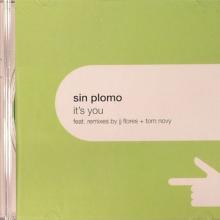 sin plomo
it's you
feat. remixes by jj flores + tom novy